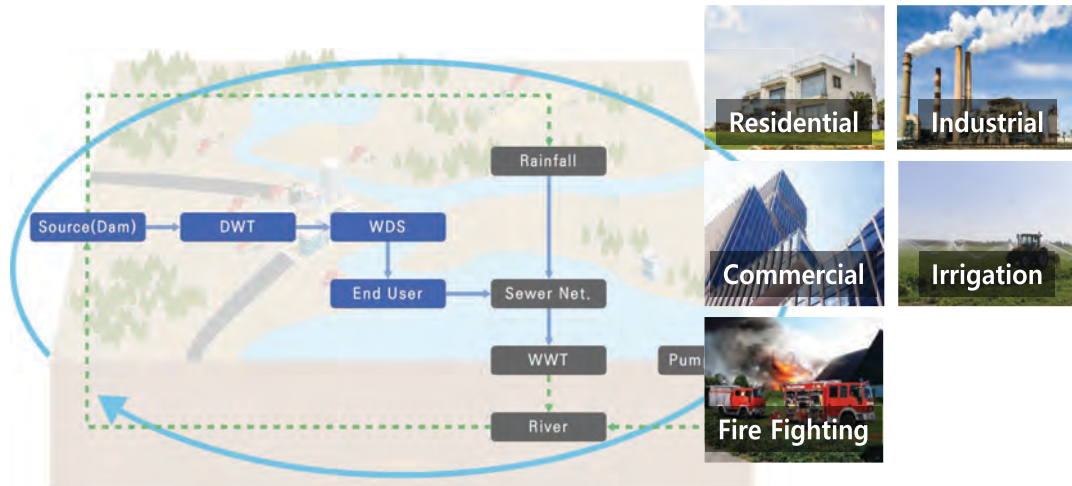 Rainfall
Source(Dam)
DWT
WDS
End User
Sewer Net.
WWT
River
Residential
Industrial
Commercial
Irrigation
Fire Fighting